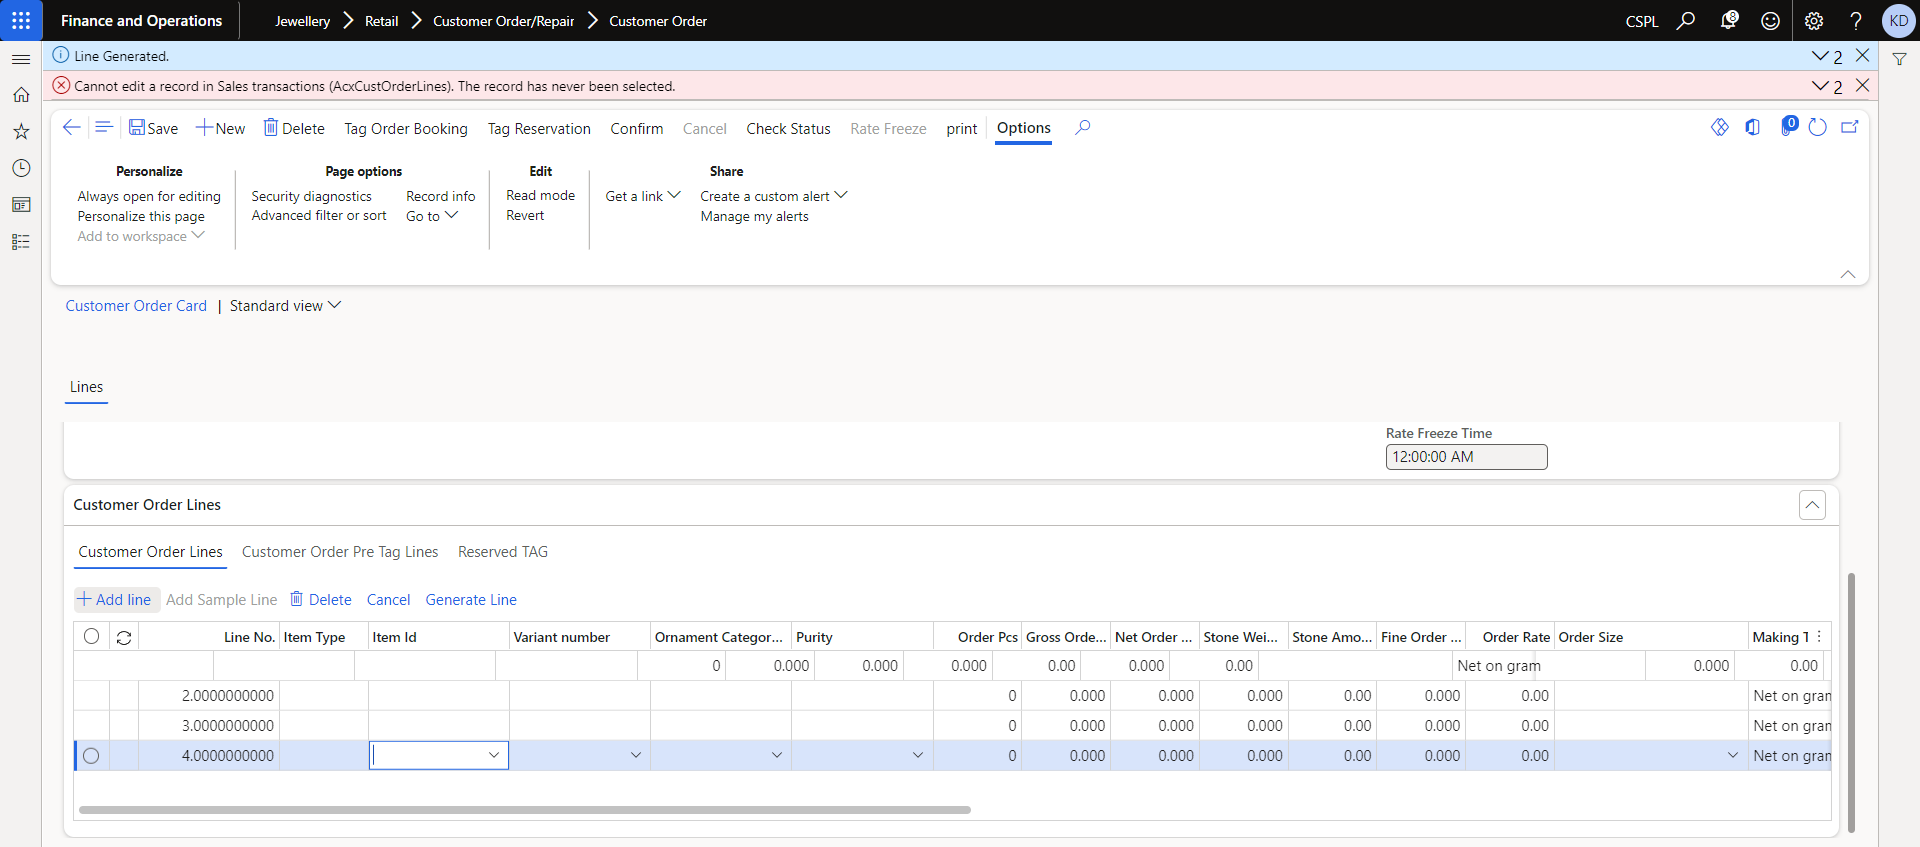 Finance and Operations
Jewellery Retail Customer Order/Repair Customer Order
CSPL
8
KD
Line Generated.
2
Cannot edit a record in Sales transactions (AcxCustOrderLines). The record has never been selected.
2
Save New Delete Tag Order Booking Tag Reservation Confirm Cancel Check Status Rate Freeze print Options
0
Personalize
Always open for editing
Personalize this page
Add to workspace
Page options
Security diagnostics Record info
Advanced filter or sort Go to
Edit
Read mode
Revert
Get a link
Share
Create a custom alert
Manage my alerts
Customer Order Card | Standard view
Lines
Rate Freeze Time
12:00:00 AM
Customer Order Lines
Customer Order Lines Customer Order Pre Tag Lines Reserved TAG
Add line Add Sample Line Delete Cancel Generate Line
Line No. Item Type Item Id Variant number Ornament Categor... Purity Order Pcs Gross Orde... Net Order ... Stone Wei... Stone Amo... Fine Order ... Order Rate Order Size Making T
0 0.000 0.000 0.000 0.00 0.000 0.00 Net on gram 0.000 0.00
2.0000000000 0 0.000 0.000 0.000 0.00 0.000 0.00 Net on gran
3.0000000000 0 0.000 0.000 0.000 0.00 0.000 0.00 Net on gran
4.0000000000 0 0.000 0.000 0.000 0.00 0.000 0.00 Net on gran